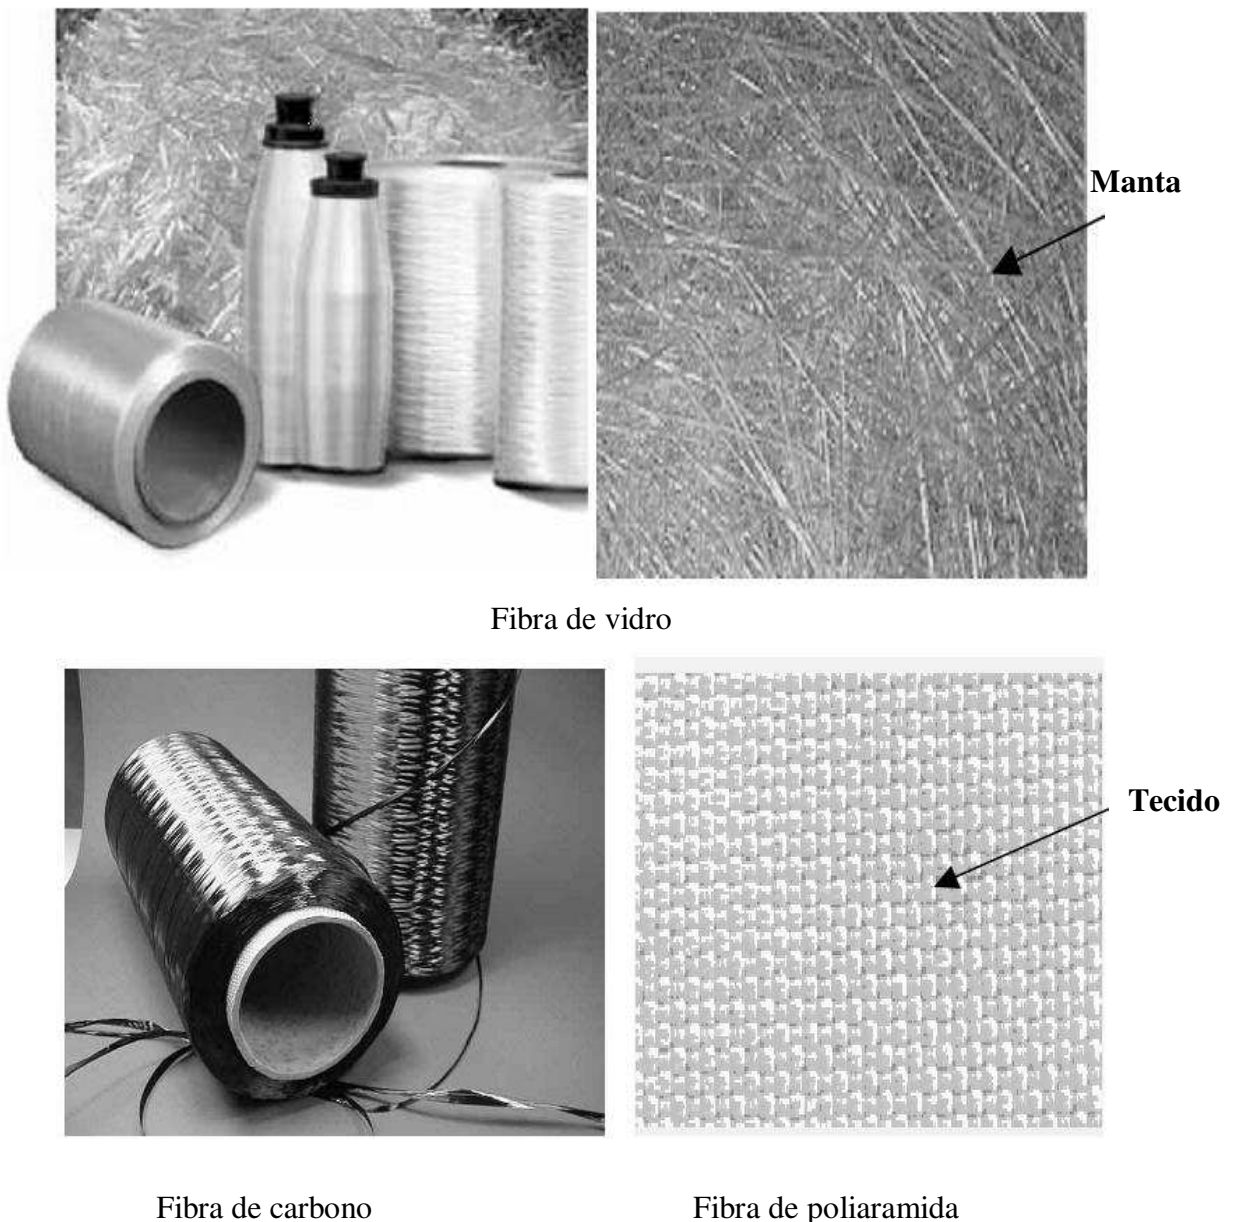 Manta
Fibra de vidro
Tecido
Fibra de carbono
Fibra de poliaramida